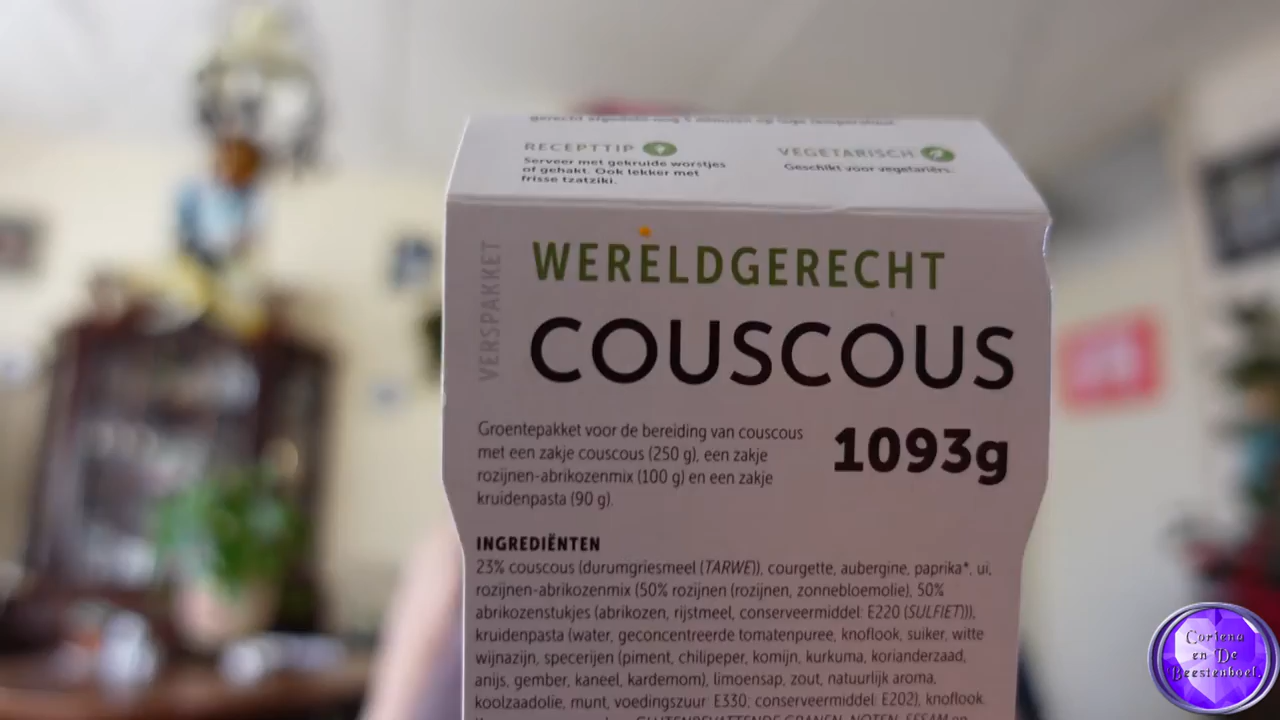 RECEPTTIP
Serveer met gekruide worstjes
of gehakt. Ook lekker met
frisse tzatziki.
VEGETARISCH
Geschikt voor vegetariërs.
VERSPAKKET
WERELDGERECHT
COUSCOUS
Groentepakket voor de bereiding van couscous
met een zakje couscous (250 g), een zakje
rozijnen-abrikozenmix (100 g) en een zakje
kruidenpasta (90 g).
1093g
INGREDIËNTEN
23% couscous (durumgriesmeel (TARWE)), courgette, aubergine, paprika*, ui,
rozijnen-abrikozenmix (50% rozijnen (rozijnen, zonnebloemolie), 50%
abrikozenstukjes (abrikozen, rijstmeel, conserveermiddel: E220 (SULFIET))),
kruidenpasta (water, geconcentreerde tomatenpuree, knoflook, suiker, witte
wijnazijn, specerijen (piment, chilipeper, komijn, kurkuma, korianderzaad,
anijs, gember, kaneel, kardemom), limoensap, zout, natuurlijk aroma,
koolzaadolie, munt, voedingszuur: E330; conserveermiddel: E202), knoflook.
Coriena
en De
Beestenboel.